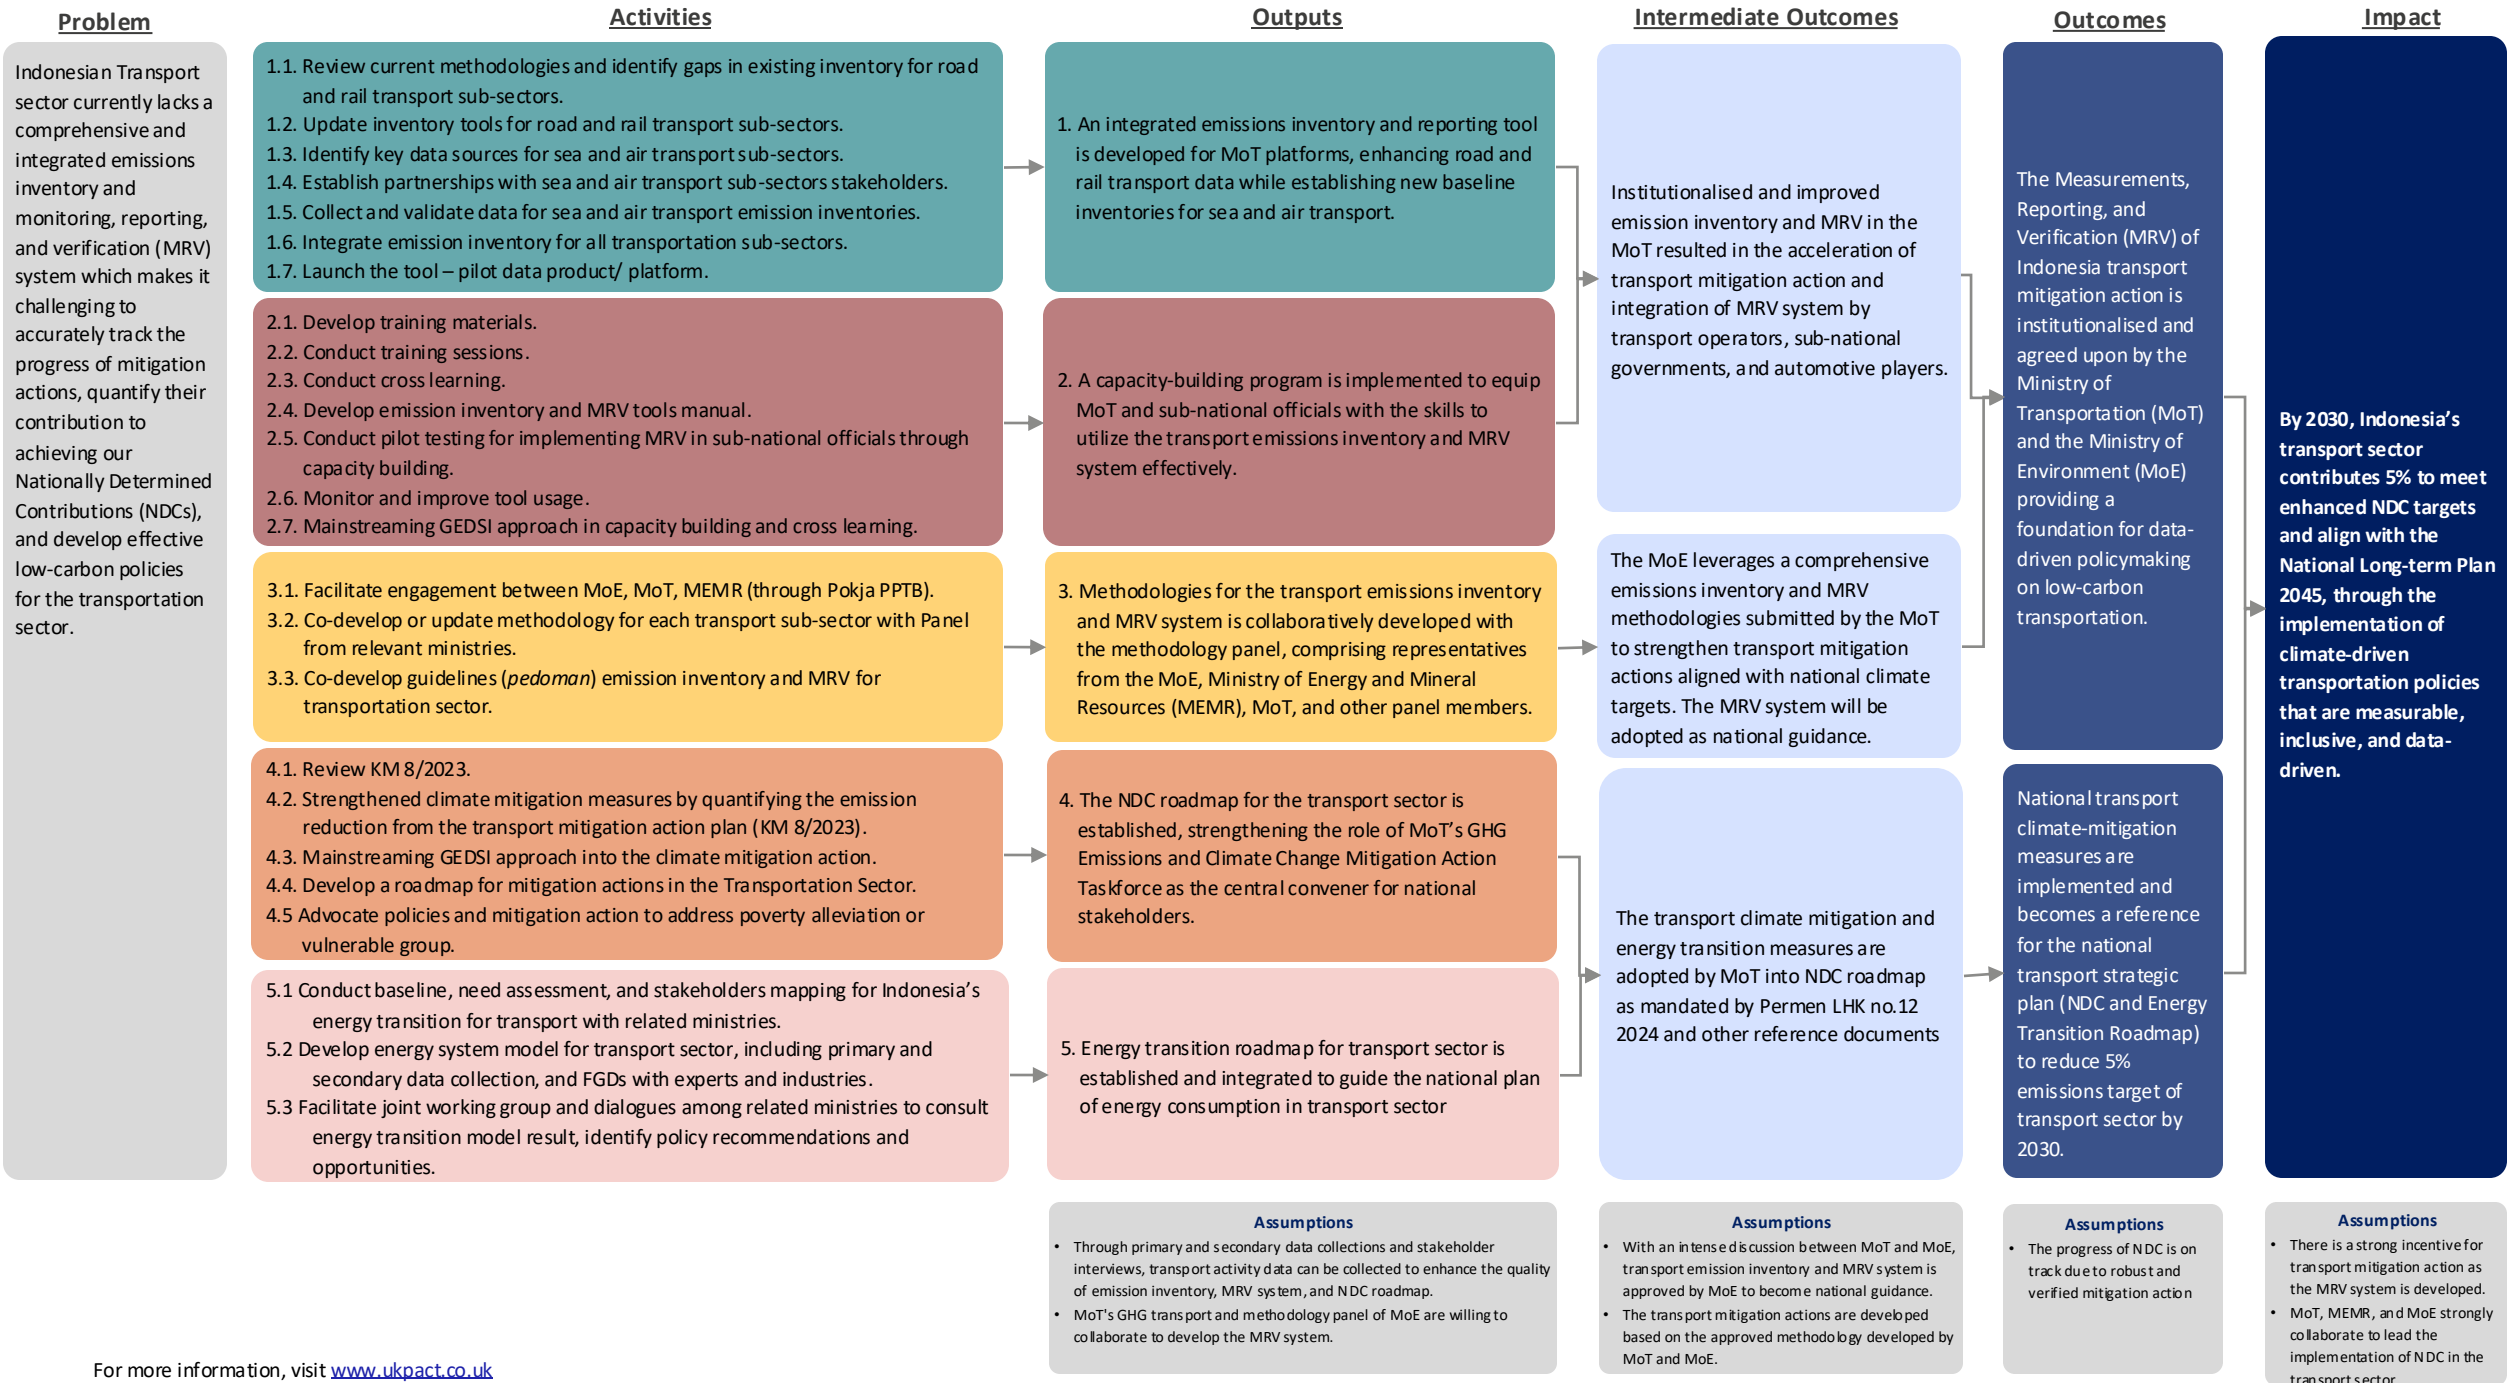 Problem
Activities
Outputs
Intermediate Outcomes
Outcomes
Impact
Indonesian Transport
sector currently lacks a
comprehensive and
integrated emissions
inventory and
monitoring, reporting,
and verification (MRV)
system which makes it
challenging to
accurately track the
progress of mitigation
actions, quantify their
contribution to
achieving our
Nationally Determined
Contributions (NDCs),
and develop effective
low-carbon policies
for the transportation
sector.
1.1. Review current methodologies and identify gaps in existing inventory for road
and rail transport sub-sectors.
1.2. Update inventory tools for road and rail transport sub-sectors.
1.3. Identify key data sources for sea and air transport sub-sectors.
1.4. Establish partnerships with sea and air transport sub-sectors stakeholders.
1.5. Collect and validate data for sea and air transport emission inventories.
1.6. Integrate emission inventory for all transportation sub-sectors.
1.7. Launch the tool – pilot data product/ platform.
2.1. Develop training materials.
2.2. Conduct training sessions.
2.3. Conduct cross learning.
2.4. Develop emission inventory and MRV tools manual.
2.5. Conduct pilot testing for implementing MRV in sub-national officials through
capacity building.
2.6. Monitor and improve tool usage.
2.7. Mainstreaming GEDSI approach in capacity building and cross learning.
3.1. Facilitate engagement between MoE, MoT, MEMR (through Pokja PPTB).
3.2. Co-develop or update methodology for each transport sub-sector with Panel
from relevant ministries.
3.3. Co-develop guidelines (pedoman) emission inventory and MRV for
transportation sector.
4.1. Review KM 8/2023.
4.2. Strengthened climate mitigation measures by quantifying the emission
reduction from the transport mitigation action plan (KM 8/2023).
4.3. Mainstreaming GEDSI approach into the climate mitigation action.
4.4. Develop a roadmap for mitigation actions in the Transportation Sector.
4.5 Advocate policies and mitigation action to address poverty alleviation or
vulnerable group.
5.1 Conduct baseline, need assessment, and stakeholders mapping for Indonesia's
energy transition for transport with related ministries.
5.2 Develop energy system model for transport sector, including primary and
secondary data collection, and FGDs with experts and industries.
5.3 Facilitate joint working group and dialogues among related ministries to consult
energy transition model result, identify policy recommendations and
opportunities.
1. An integrated emissions inventory and reporting tool
is developed for MoT platforms, enhancing road and
rail transport data while establishing new baseline
inventories for sea and air transport.
2. A capacity-building program is implemented to equip
MoT and sub-national officials with the skills to
utilize the transport emissions inventory and MRV
system effectively.
3. Methodologies for the transport emissions inventory
and MRV system is collaboratively developed with
the methodology panel, comprising representatives
from the MoE, Ministry of Energy and Mineral
Resources (MEMR), MoT, and other panel members.
4. The NDC roadmap for the transport sector is
established, strengthening the role of MoT's GHG
Emissions and Climate Change Mitigation Action
Taskforce as the central convener for national
stakeholders.
5. Energy transition roadmap for transport sector is
established and integrated to guide the national plan
of energy consumption in transport sector
Institutionalised and improved
emission inventory and MRV in the
MoT resulted in the acceleration of
transport mitigation action and
integration of MRV system by
transport operators, sub-national
governments, and automotive players.
The MoE leverages a comprehensive
emissions inventory and MRV
methodologies submitted by the MoT
to strengthen transport mitigation
actions aligned with national climate
targets. The MRV system will be
adopted as national guidance.
The transport climate mitigation and
energy transition measures are
adopted by MoT into NDC roadmap
as mandated by Permen LHK no.12
2024 and other reference documents
The Measurements,
Reporting, and
Verification (MRV) of
Indonesia transport
mitigation action is
institutionalised and
agreed upon by the
Ministry of
Transportation (MoT)
and the Ministry of
Environment (MoE)
providing a
foundation for data-
driven policymaking
on low-carbon
transportation.
National transport
climate-mitigation
measures are
implemented and
becomes a reference
for the national
transport strategic
plan (NDC and Energy
Transition Roadmap)
to reduce 5%
emissions target of
transport sector by
2030.
By 2030, Indonesia's
transport sector
contributes 5% to meet
enhanced NDC targets
and align with the
National Long-term Plan
2045, through the
implementation of
climate-driven
transportation policies
that are measurable,
inclusive, and data-
driven.
Assumptions
• Through primary and secondary data collections and stakeholder
interviews, transport activity data can be collected to enhance the quality
of emission inventory, MRV system, and NDC roadmap.
• MoT's GHG transport and methodology panel of MoE are willing to
collaborate to develop the MRV system.
Assumptions
• With an intense discussion between MoT and MoE,
transport emission inventory and MRV system is
approved by MoE to become national guidance.
• The transport mitigation actions are developed
based on the approved methodology developed by
MoT and MoE.
Assumptions
• The progress of NDC is on
track due to robust and
verified mitigation action
Assumptions
• There is a strong incentive for
transport mitigation action as
the MRV system is developed.
• MoT, MEMR, and MoE strongly
collaborate to lead the
implementation of NDC in the
transport sector
For more information, visit www.ukpact.co.uk